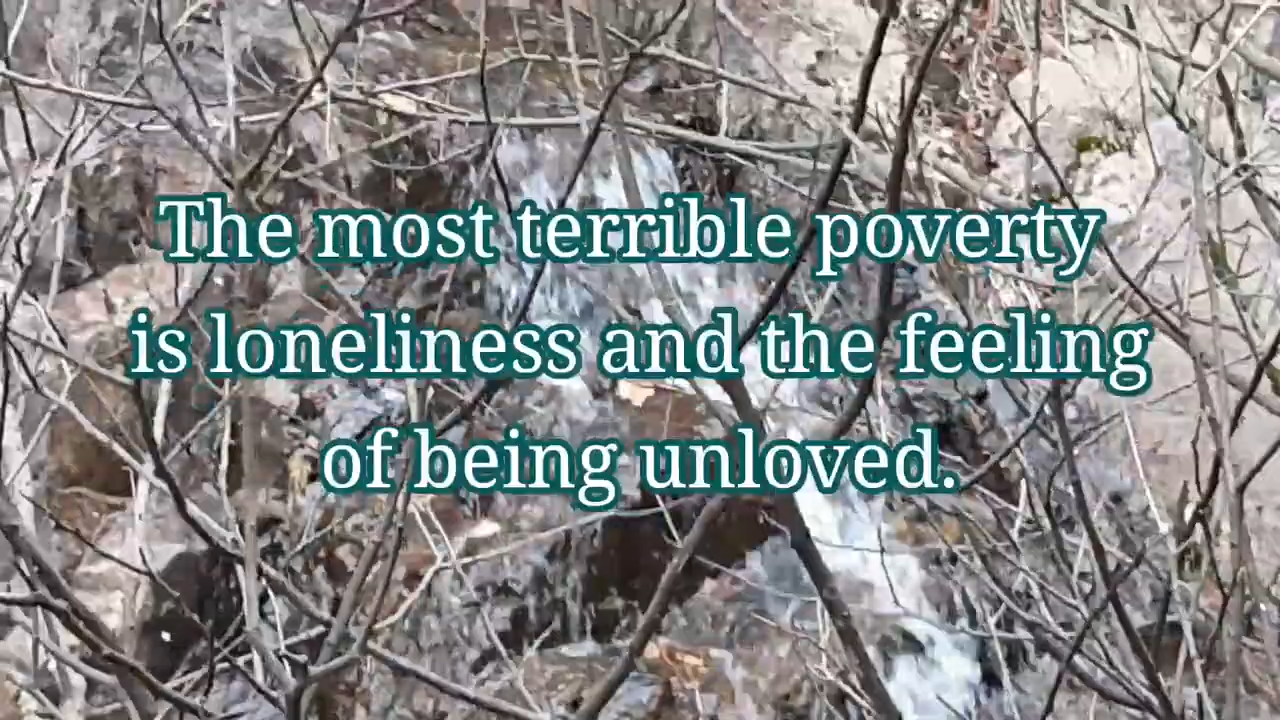 The most terrible poverty
is loneliness and the feeling
of being unloved.